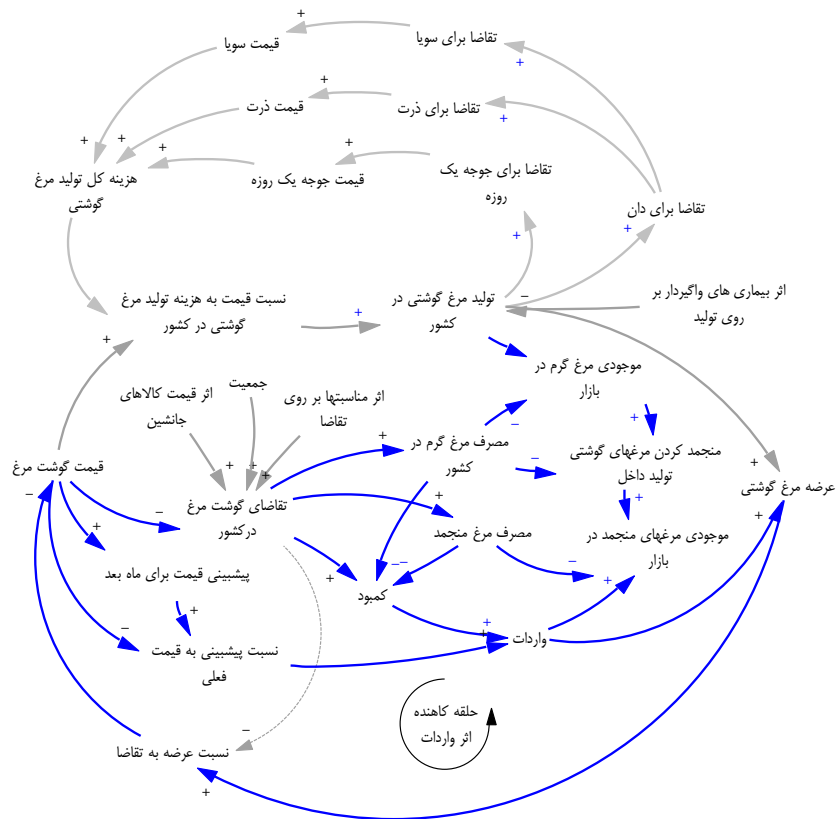 تقاضا برای سویا
قیمت سویا
تقاضا برای ذرت
قیمت ذرت
تقاضا برای جوجه یک
روزه
قیمت جوجه یک روزه
هزینه کل تولید مرغ
گوشتی
تقاضا برای دان
اثر بیماری های واگیردار بر
روی تولید
تولید مرغ گوشتی در
کشور
نسبت قیمت به هزینه تولید مرغ
گوشتی در کشور
موجودی مرغ گرم در
بازار
جمعیت
اثر مناسبتها بر روی
تقاضا
اثر قیمت کالاهای
جانشین
مصرف مرغ گرم در
کشور
منجمد کردن مرغهای گوشتی
تولید داخل
قیمت گوشت مرغ
عرضه مرغ گوشتی
تقاضای گوشت مرغ
درکشور
مصرف مرغ منجمد
موجودی مرغهای منجمد در
بازار
پیشبینی قیمت برای ماه بعد
کمبود
واردات
نسبت پیشبینی به قیمت
فعلی
حلقه کاهنده
اثر واردات
نسبت عرضه به تقاضا